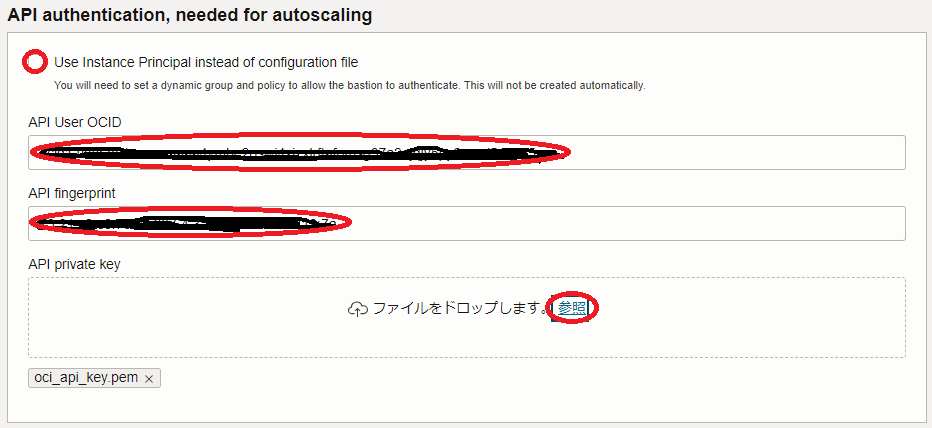 API authentication, needed for autoscaling
Use Instance Principal instead of configuration file
You will need to set a dynamic group and policy to allow the bastion to authenticate. This will not be created automatically.
API User OCID
API fingerprint
API private key
ファイルをドロップします。 参照
oci_api_key.pem ×